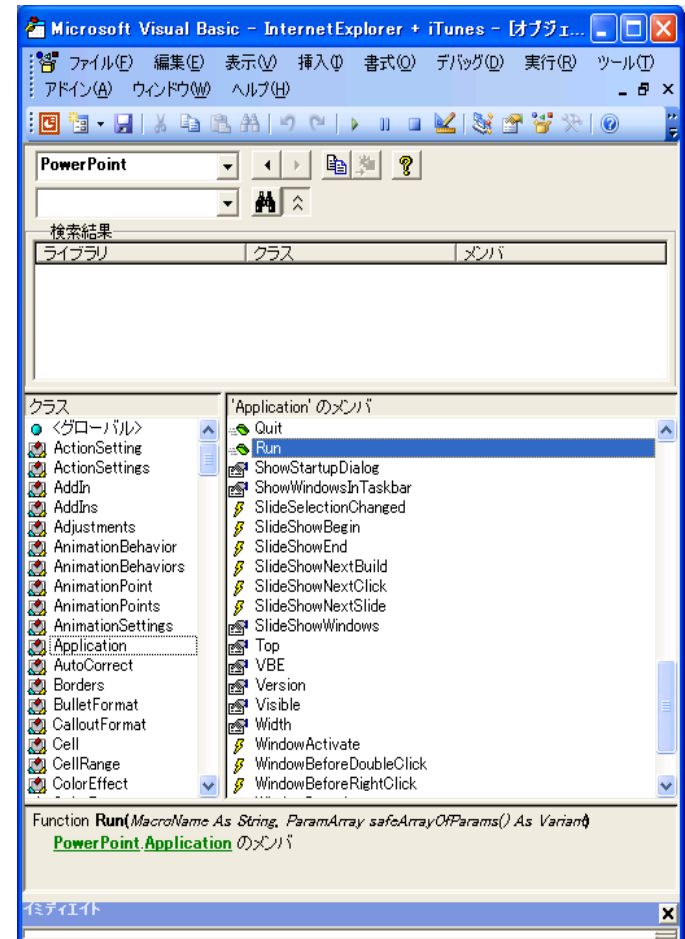 Microsoft Visual Basic - InternetExplorer + iTunes - [オブジェ...
ファイル(F) 編集(E) 表示(V) 挿入(I) 書式(O) デバッグ(D) 実行(R) ツール(T)
アドイン(A) ウィンドウ(W) ヘルプ(H)
PowerPoint
検索結果
ライブラリ クラス メンバ
クラス
<グローバル>
ActionSetting
ActionSettings
AddIn
AddIns
Adjustments
AnimationBehavior
AnimationBehaviors
AnimationPoint
AnimationPoints
AnimationSettings
Application
AutoCorrect
Borders
BulletFormat
CalloutFormat
Cell
CellRange
ColorEffect
'Application' のメンバ
Quit
Run
ShowStartupDialog
ShowWindowsInTaskbar
SlideSelectionChanged
SlideShowBegin
SlideShowEnd
SlideShowNextBuild
SlideShowNextClick
SlideShowNextSlide
SlideShowWindows
Top
VBE
Version
Visible
Width
WindowActivate
WindowBeforeDoubleClick
WindowBeforeRightClick
Function Run(MacroName As String, ParamArray safeArrayOfParams() As Variant)
PowerPoint.Application のメンバ
イミディエイト